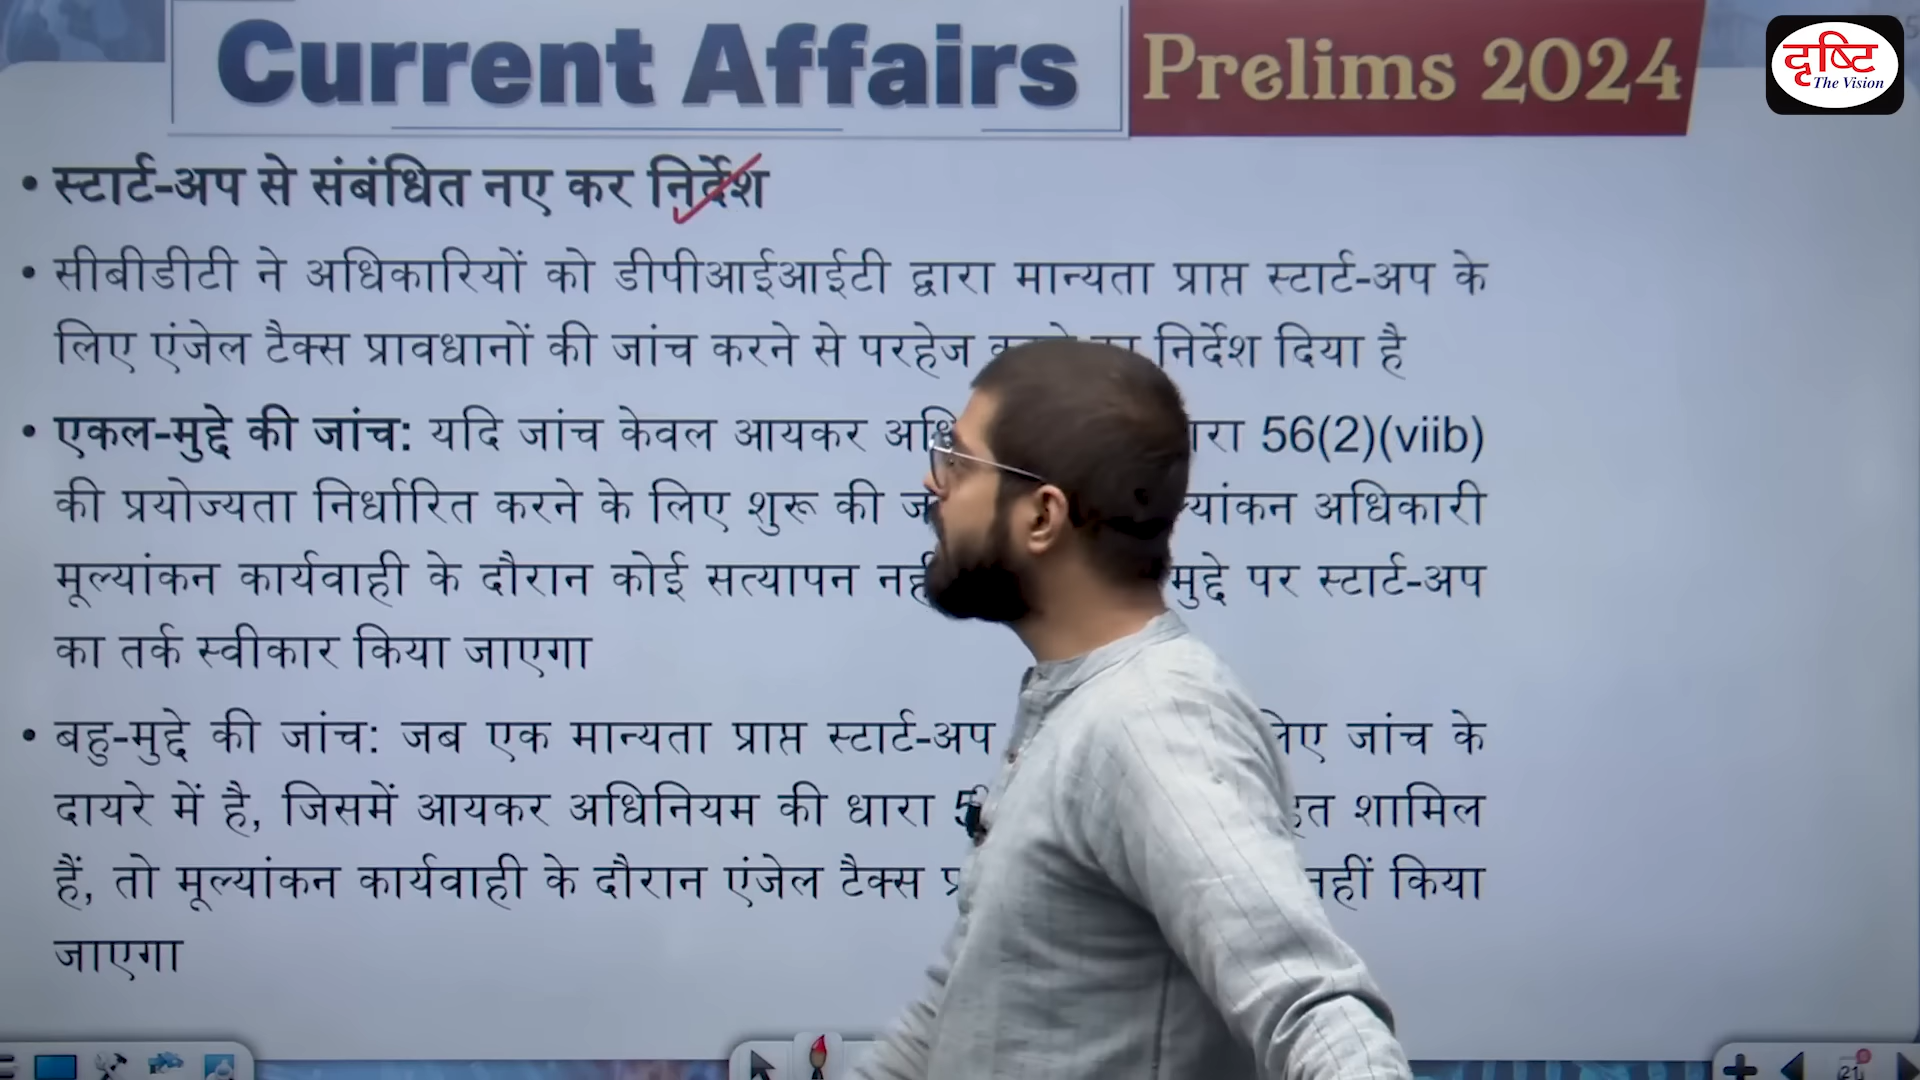 Current Affairs Prelims 2024
दृष्टि
The Vision
• स्टार्ट-अप से संबंधित नए कर निर्देश
• सीबीडीटी ने अधिकारियों को डीपीआईआईटी द्वारा मान्यता प्राप्त स्टार्ट-अप के
लिए एंजेल टैक्स प्रावधानों की जांच करने से परहेज निर्देश दिया है
• एकल-मुद्दे की जांच: यदि जांच केवल आयकर 56(2)(viib)
की प्रयोज्यता निर्धारित करने के लिए शुरू की अधिकारी
मूल्यांकन कार्यवाही के दौरान कोई सत्यापन मुद्दे पर स्टार्ट-अप
का तर्क स्वीकार किया जाएगा
• बहु-मुद्दे की जांच: जब एक मान्यता प्राप्त स्टार्ट-अप जांच के
दायरे में है, जिसमें आयकर अधिनियम की धारा शामिल
हैं, तो मूल्यांकन कार्यवाही के दौरान एंजेल टैक्स नहीं किया
जाएगा
21